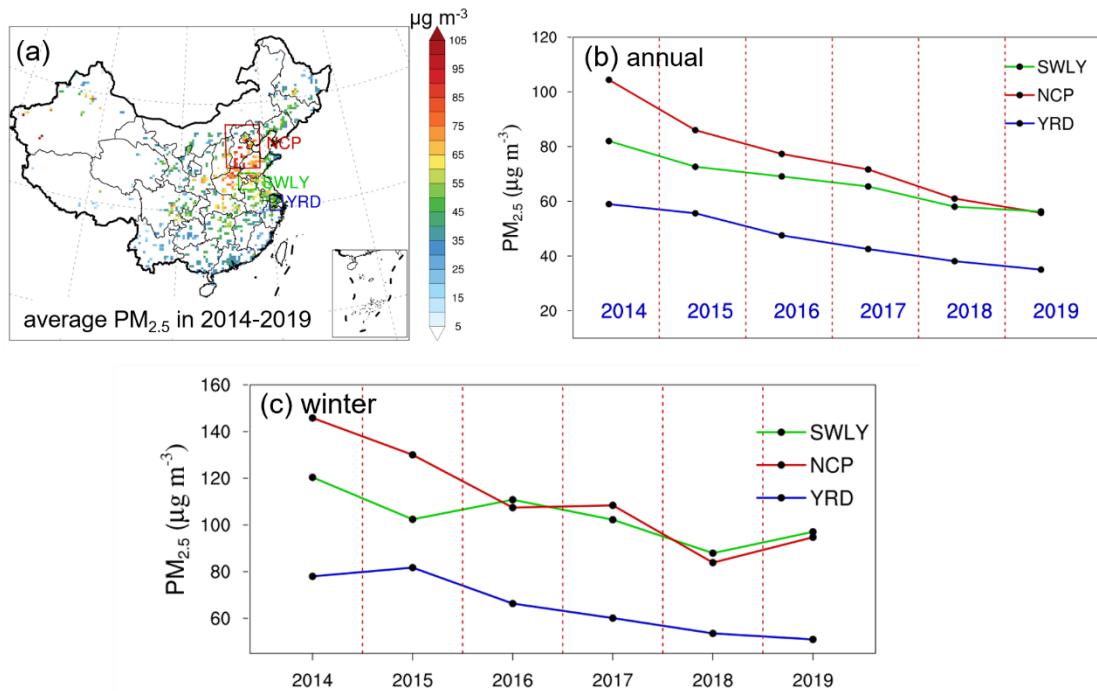 (a)
µg m⁻³
105
95
85
75
65
55
45
35
25
15
5
NCP
SWLY
YRD
average PM₂.₅ in 2014-2019
(b) annual
PM₂.₅ (µg m⁻³)
120
100
80
60
40
20
SWLY
NCP
YRD
2014 2015 2016 2017 2018 2019
(c) winter
PM₂.₅ (µg m⁻³)
160
140
120
100
80
60
SWLY
NCP
YRD
2014 2015 2016 2017 2018 2019